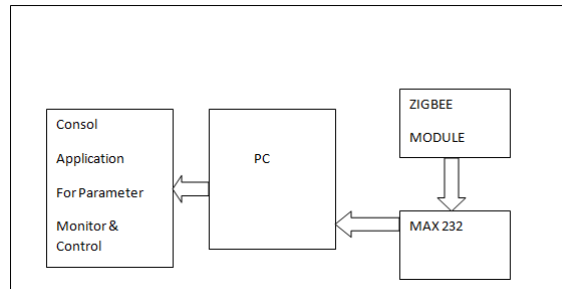 Consol
Application
For Parameter
Monitor &
Control
PC
ZIGBEE
MODULE
MAX 232